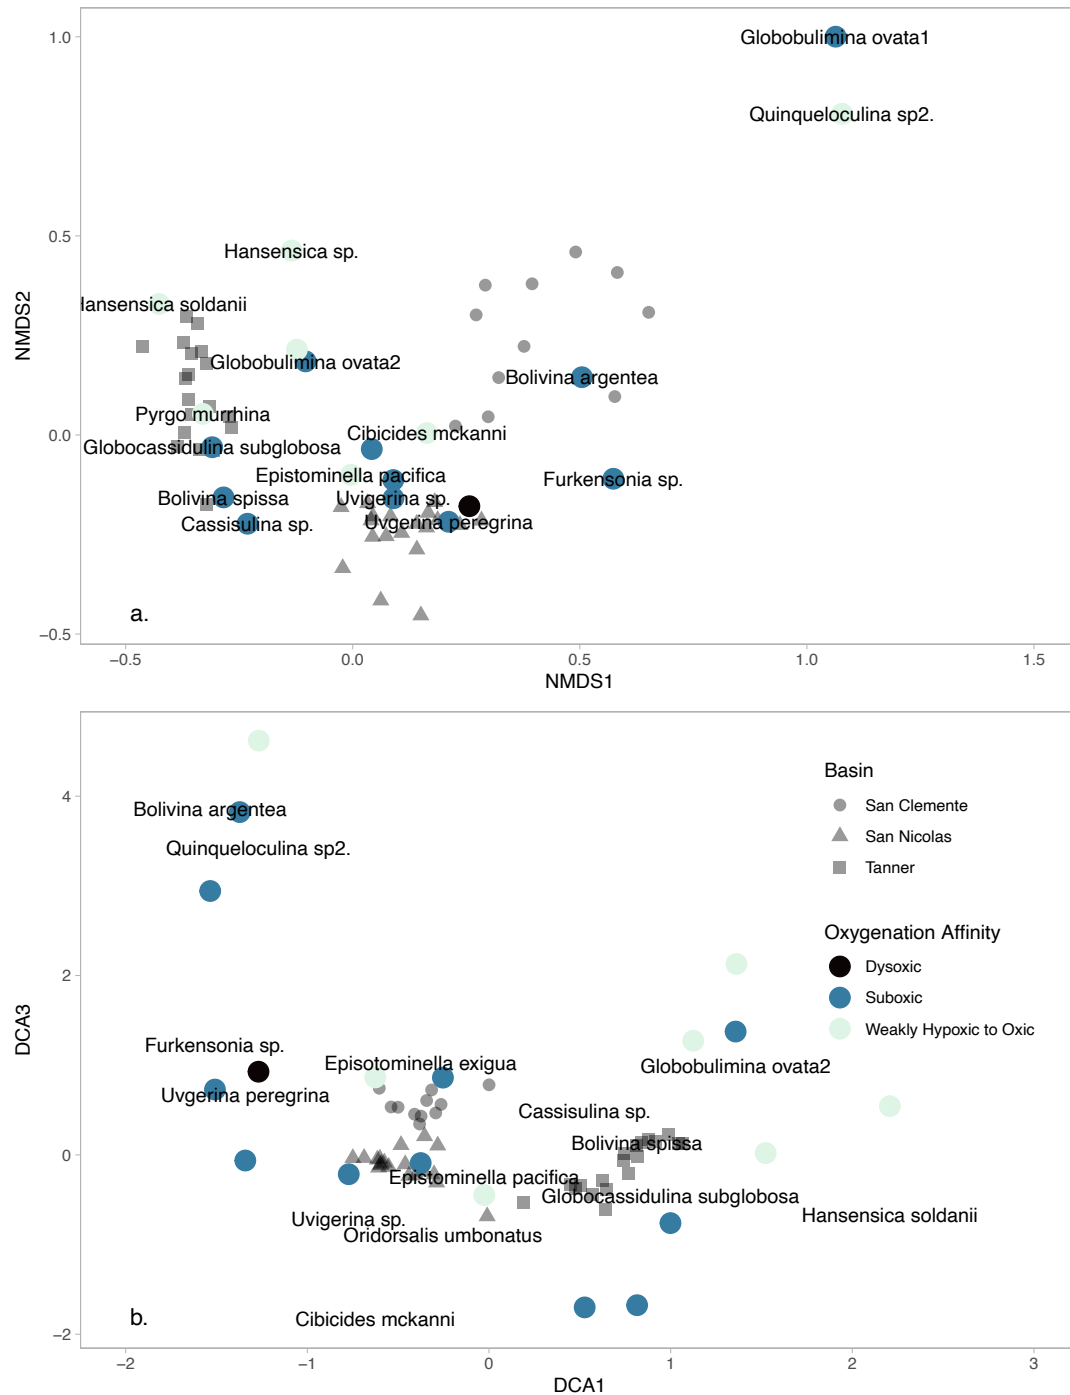 1.0
Globobulimina ovata1
Quinqueloculina sp2.
0.5
Hansensica sp.
Hansensica soldanii
NMDS2
Globobulimina ovata2
Bolivina argentea
Pyrgo murrhina
0.0
Cibicides mckanni
Globocassidulina subglobosa
Epistominella pacifica
Furkensonia sp.
Bolivina spissa
Uvigerina sp.
Cassisulina sp.
Uvgerina peregrina
a.
−0.5
−0.5
0.0
0.5
1.0
1.5
NMDS1
Basin
4
San Clemente
Bolivina argentea
San Nicolas
Quinqueloculina sp2.
Tanner
Oxygenation Affinity
Dysoxic
2
Suboxic
Weakly Hypoxic to Oxic
DCA3
Furkensonia sp.
Episotominella exigua
Globobulimina ovata2
Uvgerina peregrina
Cassisulina sp.
Bolivina spissa
0
Epistominella pacifica
Globocassidulina subglobosa
Uvigerina sp.
Hansensica soldanii
Oridorsalis umbonatus
b.
Cibicides mckanni
−2
−2
−1
0
1
2
3
DCA1